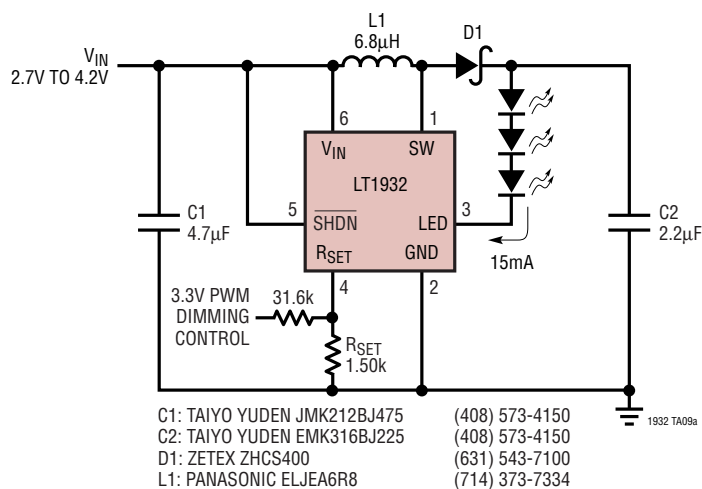 L1
6.8µH
D1
VIN
2.7V TO 4.2V
6
1
VIN
SW
LT1932
C1
4.7µF
5
SHDN
LED
3
C2
2.2µF
RSET
GND
15mA
4
2
3.3V PWM
DIMMING
CONTROL
31.6k
RSET
1.50k
C1: TAIYO YUDEN JMK212BJ475 (408) 573-4150
C2: TAIYO YUDEN EMK316BJ225 (408) 573-4150
D1: ZETEX ZHCS400 (631) 543-7100
L1: PANASONIC ELJEA6R8 (714) 373-7334
1932 TA09a